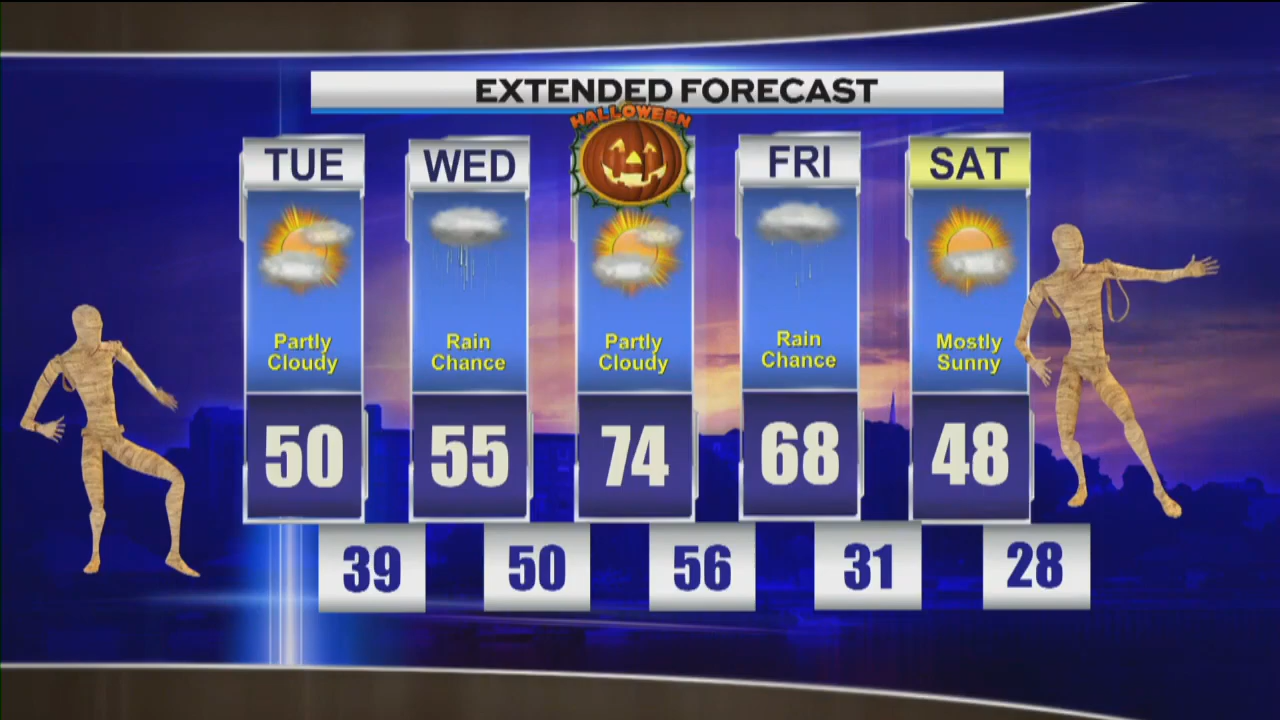 EXTENDED FORECAST
HALLOWEEN
TUE
WED
FRI
SAT
Partly
Cloudy
Rain
Chance
Partly
Cloudy
Rain
Chance
Mostly
Sunny
50
55
74
68
48
39
50
56
31
28